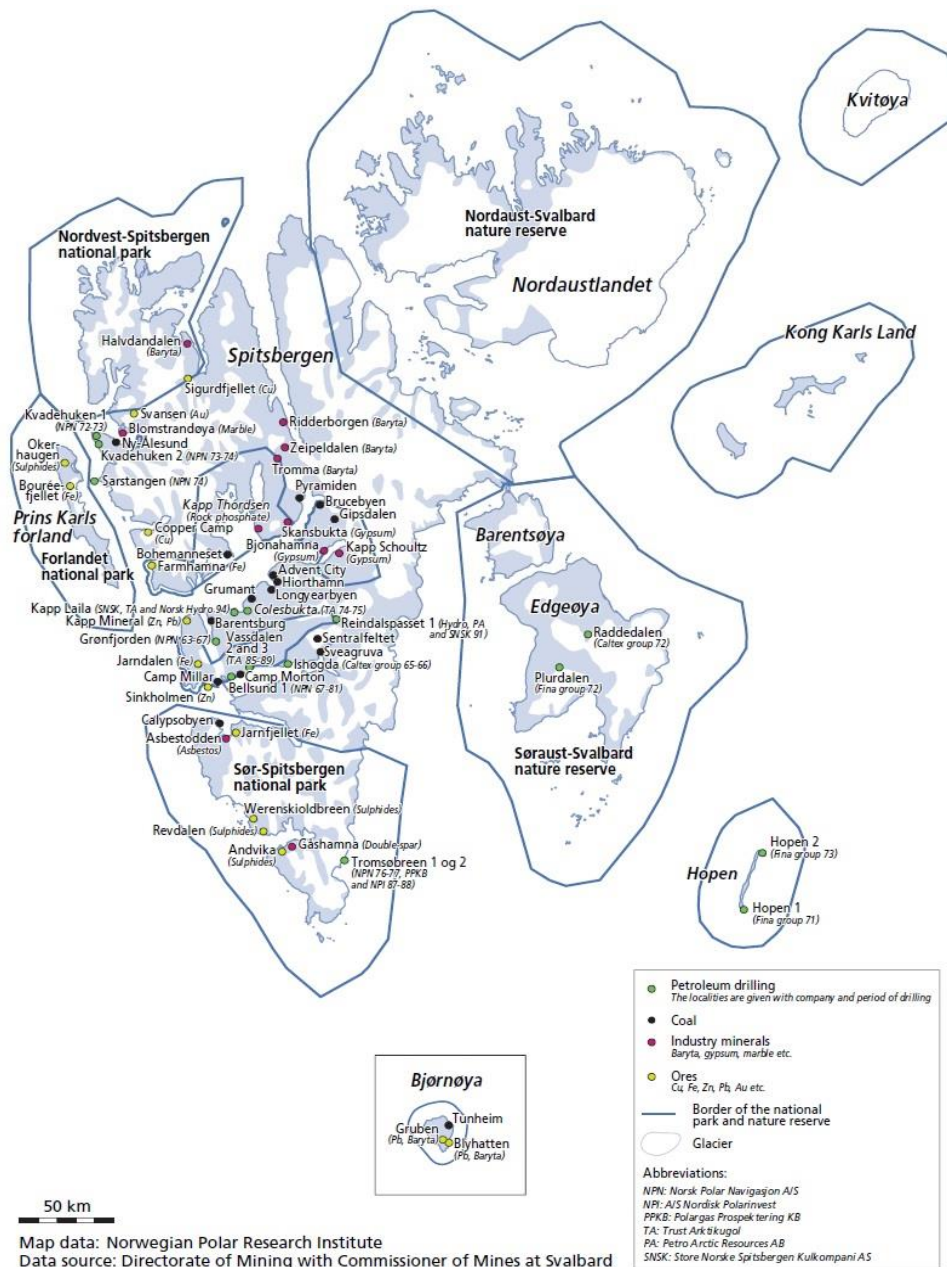 Kvitøya
Nordaust-Svalbard
nature reserve
Nordaustlandet
Nordvest-Spitsbergen
national park
Kong Karls Land
Halvdandalen
(Baryta)
Spitsbergen
Sigurdfjellet (Cu)
Kvadehuken 1
(NPN 72-73)
Svansen (Au)
Blomstrandøya (Marble)
Ny-Ålesund
Kvadehuken 2 (NPN 73-74)
Ridderborgen (Baryta)
Zeipeldalen (Baryta)
Tromma (Baryta)
Oker-
haugen
(Sulphides)
Bourée-
fjellet (Fe)
Sarstangen (NPN 74)
Pyramiden
Brucebyen
Gipsdalen
Kapp Thordsen
(Rock phosphate)
Skansbukta (Gypsum)
Prins Karls
forland
Forlandet
national park
Copper Camp
(Cu)
Bohemanneset
Farmhamna (Fe)
Bjonahamna
(Gypsum)
Kapp Schoultz
(Gypsum)
Barentsøya
Edgeøya
Advent City
Hiorthamn
Longyearbyen
Grumant
Kapp Laila (SNSK, TA and Norsk Hydro 94)
Colesbukta (TA 74-75)
Kapp Mineral (Zn, Pb)
Barentsburg
Reindalspasset 1 (Hydro, PA
and SNSK 91)
Grønfjorden (NPN 63-67)
Vassdalen
2 and 3
(TA 85-89)
Sentralfeltet
Sveagruva
Raddedalen
(Caltex group 72)
Jarndalen (Fe)
Ishøgda (Caltex group 65-66)
Plurdalen
(Fina group 72)
Camp Millar
Camp Morton
Bellsund 1 (NPN 67-81)
Sinkholmen (Zn)
Calypsobyen
Asbestodden
(Asbestos)
Jarnfjellet (Fe)
Søraust-Svalbard
nature reserve
Sør-Spitsbergen
national park
Werenskioldbreen (Sulphides)
Revdalen (Sulphides)
Andvika
(Sulphides)
Gåshamna (Double spar)
Tromsøbreen 1 og 2
(NPN 76-77, PPKB
and NPI 87-88)
Hopen 2
(Fina group 73)
Hopen
Hopen 1
(Fina group 71)
Petroleum drilling
The localities are given with company and period of drilling
Coal
Industry minerals
Baryta, gypsum, marble etc.
Ores
Cu, Fe, Zn, Pb, Au etc.
Border of the national
park and nature reserve
Glacier
Abbreviations:
NPN: Norsk Polar Navigasjon A/S
NPI: A/S Nordisk Polarinvest
PPKB: Polargas Prospektering KB
TA: Trust Arktikugol
PA: Petro Arctic Resources AB
SNSK: Store Norske Spitsbergen Kulkompani AS
Bjørnøya
Tunheim
Gruben
(Pb, Baryta)
Blyhatten
(Pb, Baryta)
50 km
Map data: Norwegian Polar Research Institute
Data source: Directorate of Mining with Commissioner of Mines at Svalbard